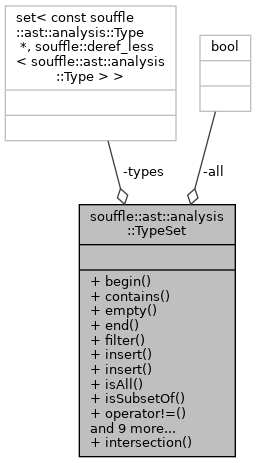 set< const souffle
::ast::analysis::Type
*, souffle::deref_less
< souffle::ast::analysis
::Type > >
bool
-types
-all
souffle::ast::analysis
::TypeSet
+ begin()
+ contains()
+ empty()
+ end()
+ filter()
+ insert()
+ insert()
+ isAll()
+ isSubsetOf()
+ operator!=()
and 9 more...
+ intersection()